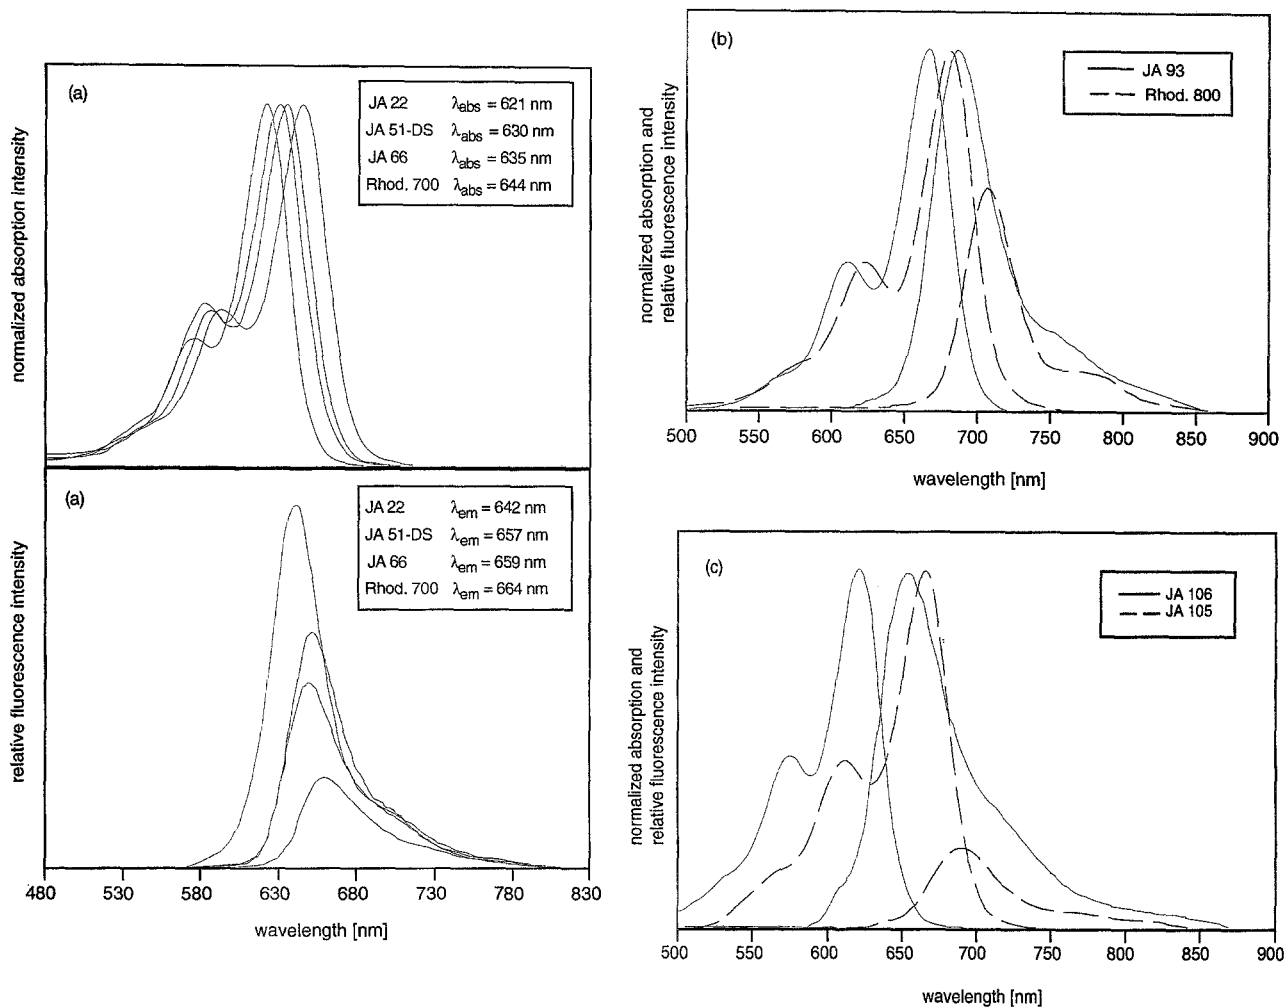 (a)
JA 22 λabs = 621 nm
JA 51-DS λabs = 630 nm
JA 66 λabs = 635 nm
Rhod. 700 λabs = 644 nm
normalized absorption intensity
(a)
JA 22 λem = 642 nm
JA 51-DS λem = 657 nm
JA 66 λem = 659 nm
Rhod. 700 λem = 664 nm
relative fluorescence intensity
480 530 580 630 680 730 780 830
wavelength [nm]
(b)
JA 93
Rhod. 800
normalized absorption and
relative fluorescence intensity
500 550 600 650 700 750 800 850 900
wavelength [nm]
(c)
JA 106
JA 105
normalized absorption and
relative fluorescence intensity
500 550 600 650 700 750 800 850 900
wavelength [nm]